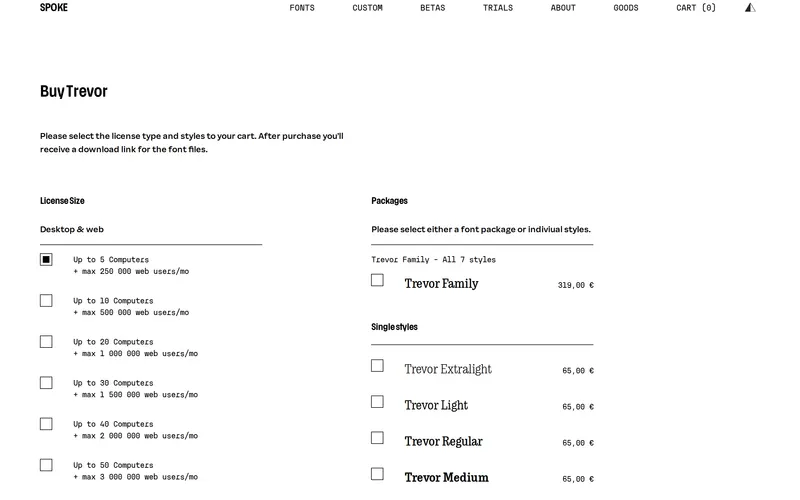 SPOKE
FONTS CUSTOM BETAS TRIALS ABOUT GOODS CART (0)
Buy Trevor
Please select the license type and styles to your cart. After purchase you'll
receive a download link for the font files.
License Size
Desktop & web
Up to 5 Computers
+ max 250 000 web users/mo
Up to 10 Computers
+ max 500 000 web users/mo
Up to 20 Computers
+ max 1 000 000 web users/mo
Up to 30 Computers
+ max 1 500 000 web users/mo
Up to 40 Computers
+ max 2 000 000 web users/mo
Up to 50 Computers
+ max 3 000 000 web users/mo
Packages
Please select either a font package or indiviual styles.
Trevor Family - All 7 styles
Trevor Family 319,00 €
Single styles
Trevor Extralight 65,00 €
Trevor Light 65,00 €
Trevor Regular 65,00 €
Trevor Medium 65,00 €